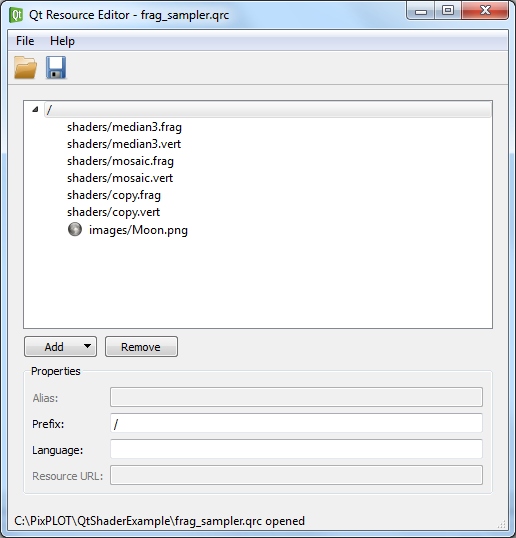 Qt Resource Editor - frag_sampler.qrc
File Help
/
shaders/median3.frag
shaders/median3.vert
shaders/mosaic.frag
shaders/mosaic.vert
shaders/copy.frag
shaders/copy.vert
images/Moon.png
Add Remove
Properties
Alias:
Prefix: /
Language:
Resource URL:
C:\PixPLOT\QtShaderExample\frag_sampler.qrc opened